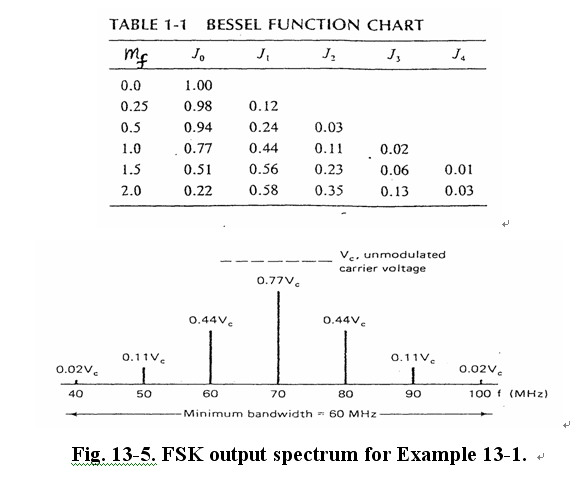 TABLE 1-1 BESSEL FUNCTION CHART
mf J0 J1 J2 J3 J4
0.0 1.00
0.25 0.98 0.12
0.5 0.94 0.24 0.03
1.0 0.77 0.44 0.11 0.02
1.5 0.51 0.56 0.23 0.06 0.01
2.0 0.22 0.58 0.35 0.13 0.03
Vc, unmodulated
carrier voltage
0.77Vc
0.44Vc 0.44Vc
0.11Vc 0.11Vc
0.02Vc 0.02Vc
40 50 60 70 80 90 100 f (MHz)
Minimum bandwidth = 60 MHz
Fig. 13-5. FSK output spectrum for Example 13-1.